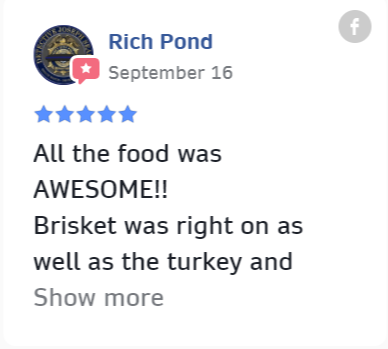 Rich Pond
September 16
All the food was
AWESOME!!
Brisket was right on as
well as the turkey and
Show more